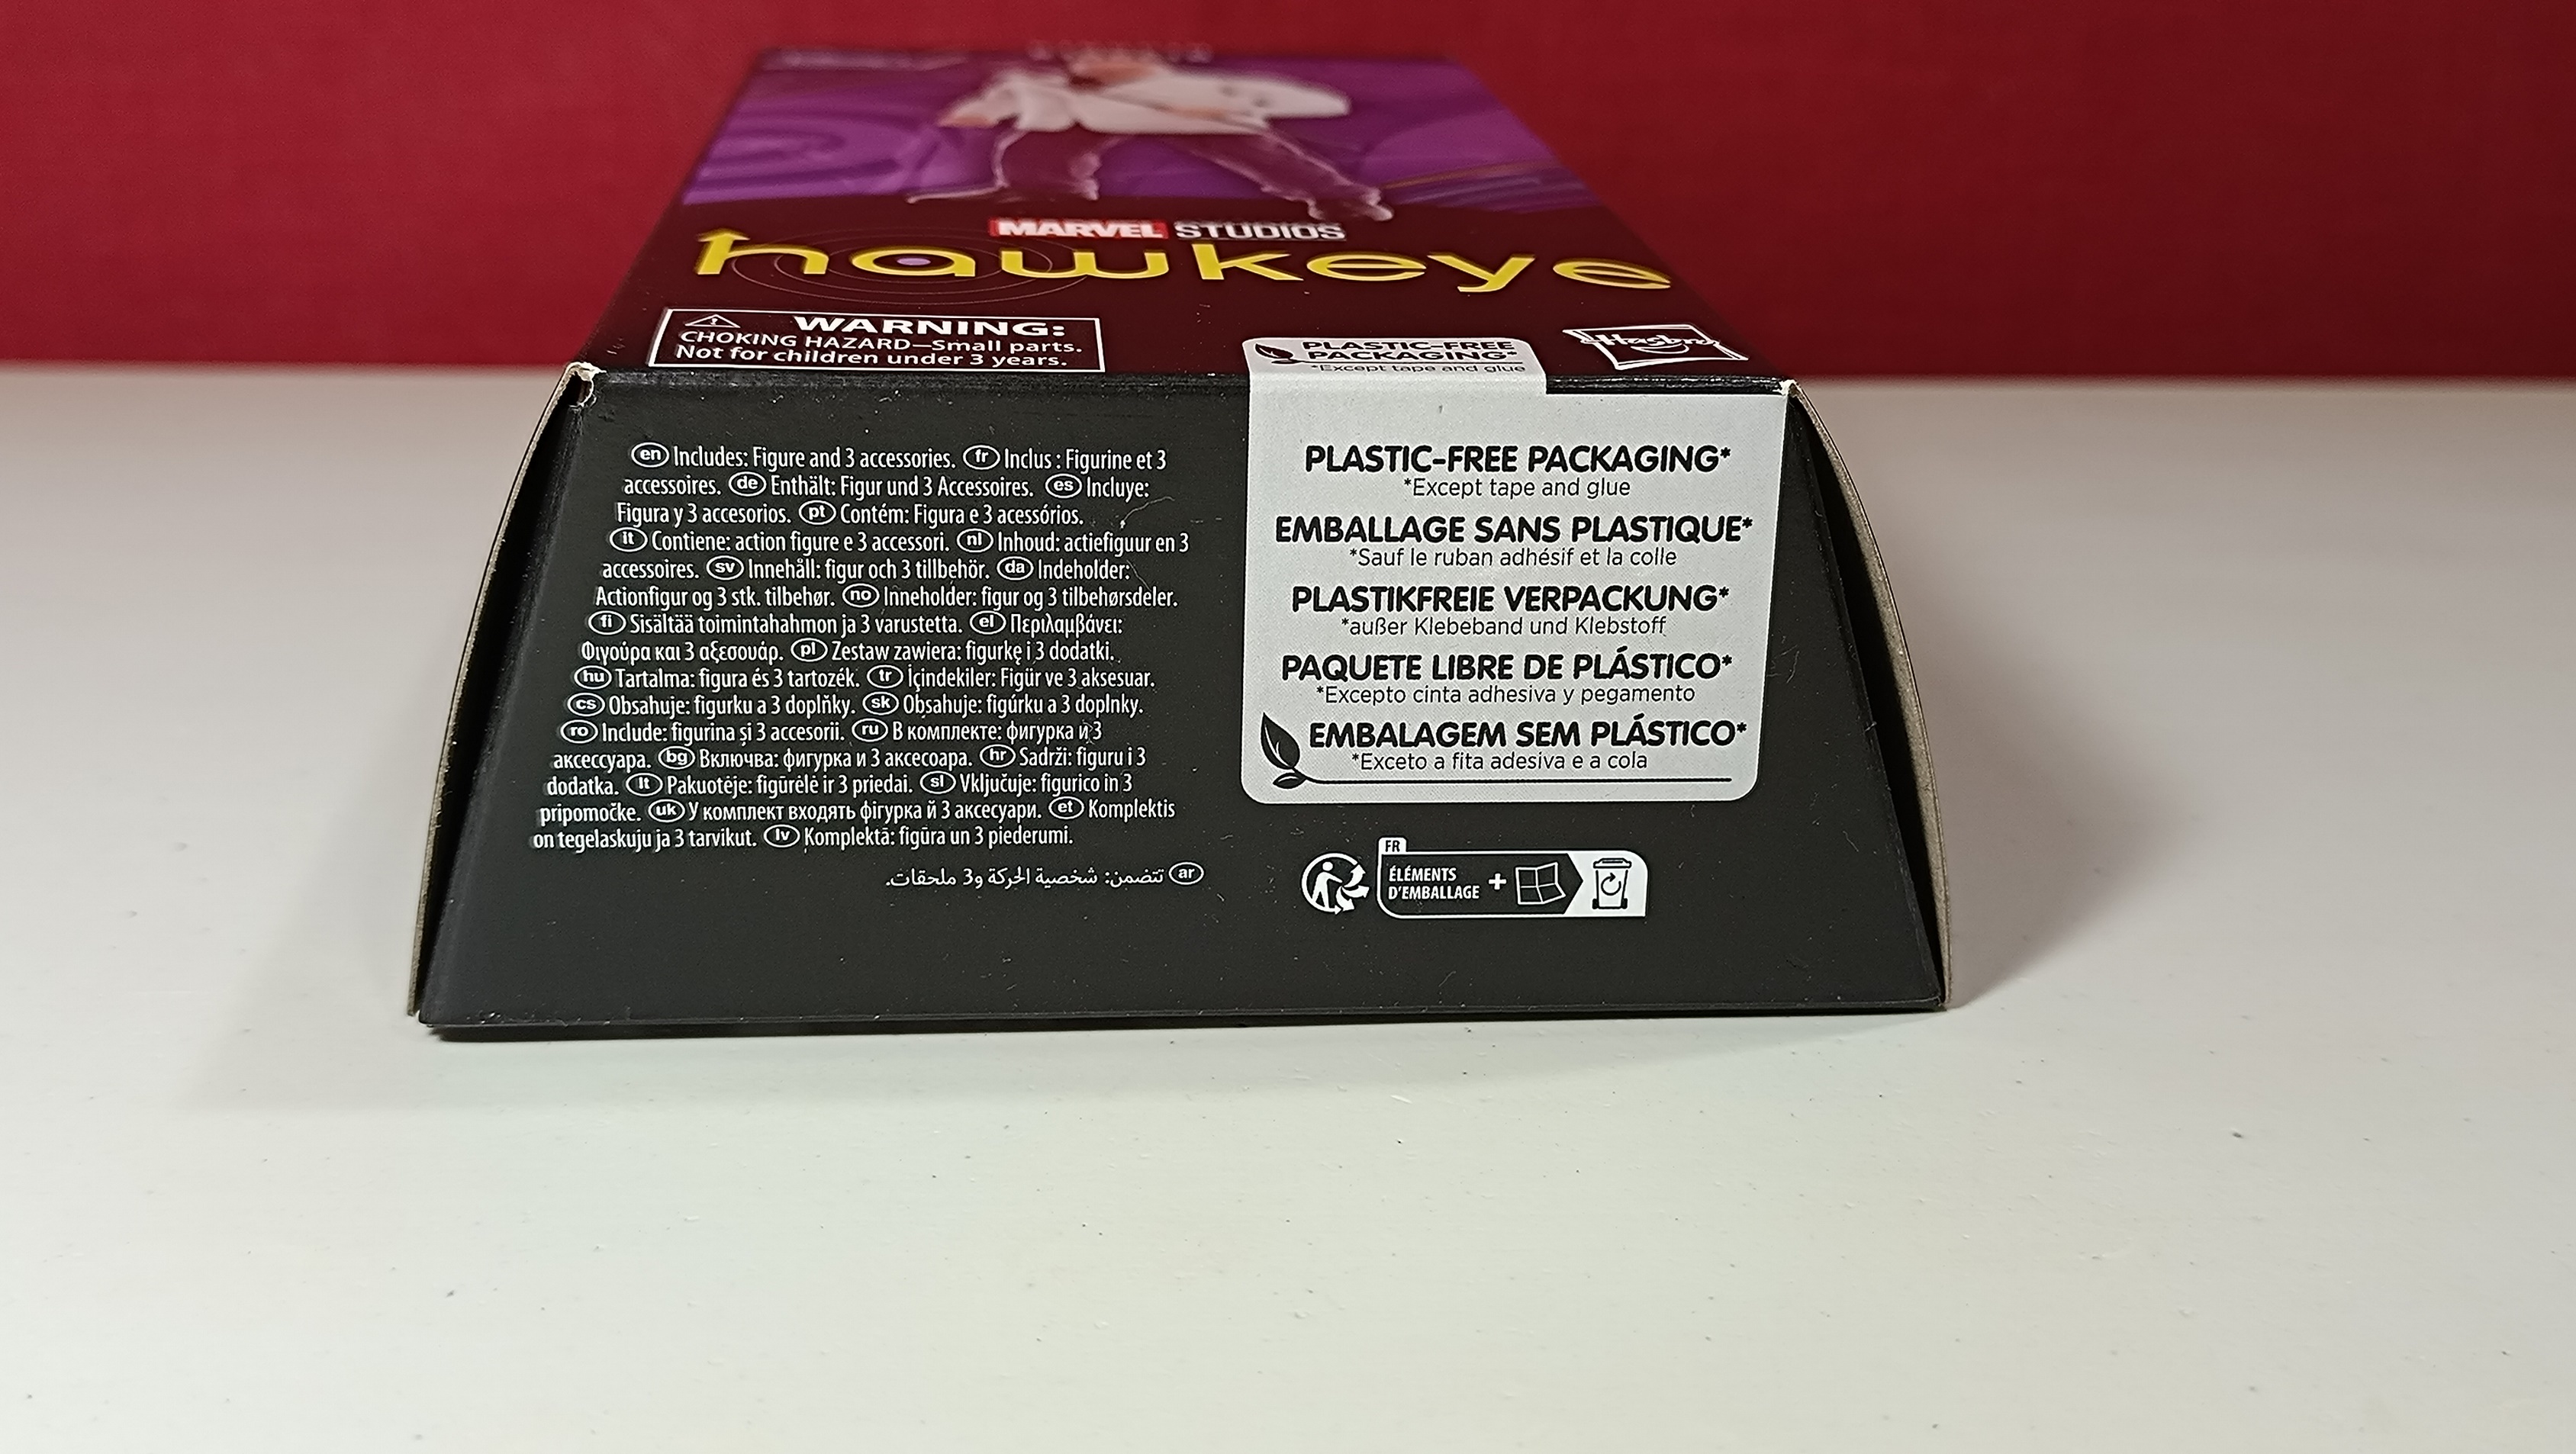 MARVEL STUDIOS
hawkeye
WARNING:
CHOKING HAZARD—Small parts.
Not for children under 3 years.
PLASTIC-FREE
PACKAGING*
*Except tape and glue
Hasbro
en Includes: Figure and 3 accessories. fr Inclus : Figurine et 3
accessoires. de Enthält: Figur und 3 Accessoires. es Incluye:
Figura y 3 accesorios. pt Contém: Figura e 3 acessórios.
it Contiene: action figure e 3 accessori. nl Inhoud: actiefiguur en 3
accessoires. sv Innehåll: figur och 3 tillbehör. da Indeholder:
Actionfigur og 3 stk. tilbehør. no Inneholder: figur og 3 tilbehørsdeler.
fi Sisältää toimintahahmon ja 3 varustetta. el Περιλαμβάνει:
Φιγούρα και 3 αξεσουάρ. pl Zestaw zawiera: figurkę i 3 dodatki.
hu Tartalma: figura és 3 tartozék. tr İçindekiler: Figür ve 3 aksesuar.
cs Obsahuje: figurku a 3 doplňky. sk Obsahuje: figúrku a 3 doplnky.
ro Include: figurina și 3 accesorii. ru В комплекте: фигурка и 3
аксессуара. bg Включва: фигурка и 3 аксесоара. hr Sadrži: figuru i 3
dodatka. lt Pakuotėje: figūrėlė ir 3 priedai. sl Vključuje: figurico in 3
pripomočke. uk У комплект входять фігурка й 3 аксесуари. et Komplektis
on tegelaskuju ja 3 tarvikut. lv Komplektā: figūra un 3 piederumi.
ar تتضمن: شخصية الحركة و3 ملحقات.
PLASTIC-FREE PACKAGING*
*Except tape and glue
EMBALLAGE SANS PLASTIQUE*
*Sauf le ruban adhésif et la colle
PLASTIKFREIE VERPACKUNG*
*außer Klebeband und Klebstoff
PAQUETE LIBRE DE PLÁSTICO*
*Excepto cinta adhesiva y pegamento
EMBALAGEM SEM PLÁSTICO*
*Exceto a fita adesiva e a cola
FR
ÉLÉMENTS
D'EMBALLAGE +